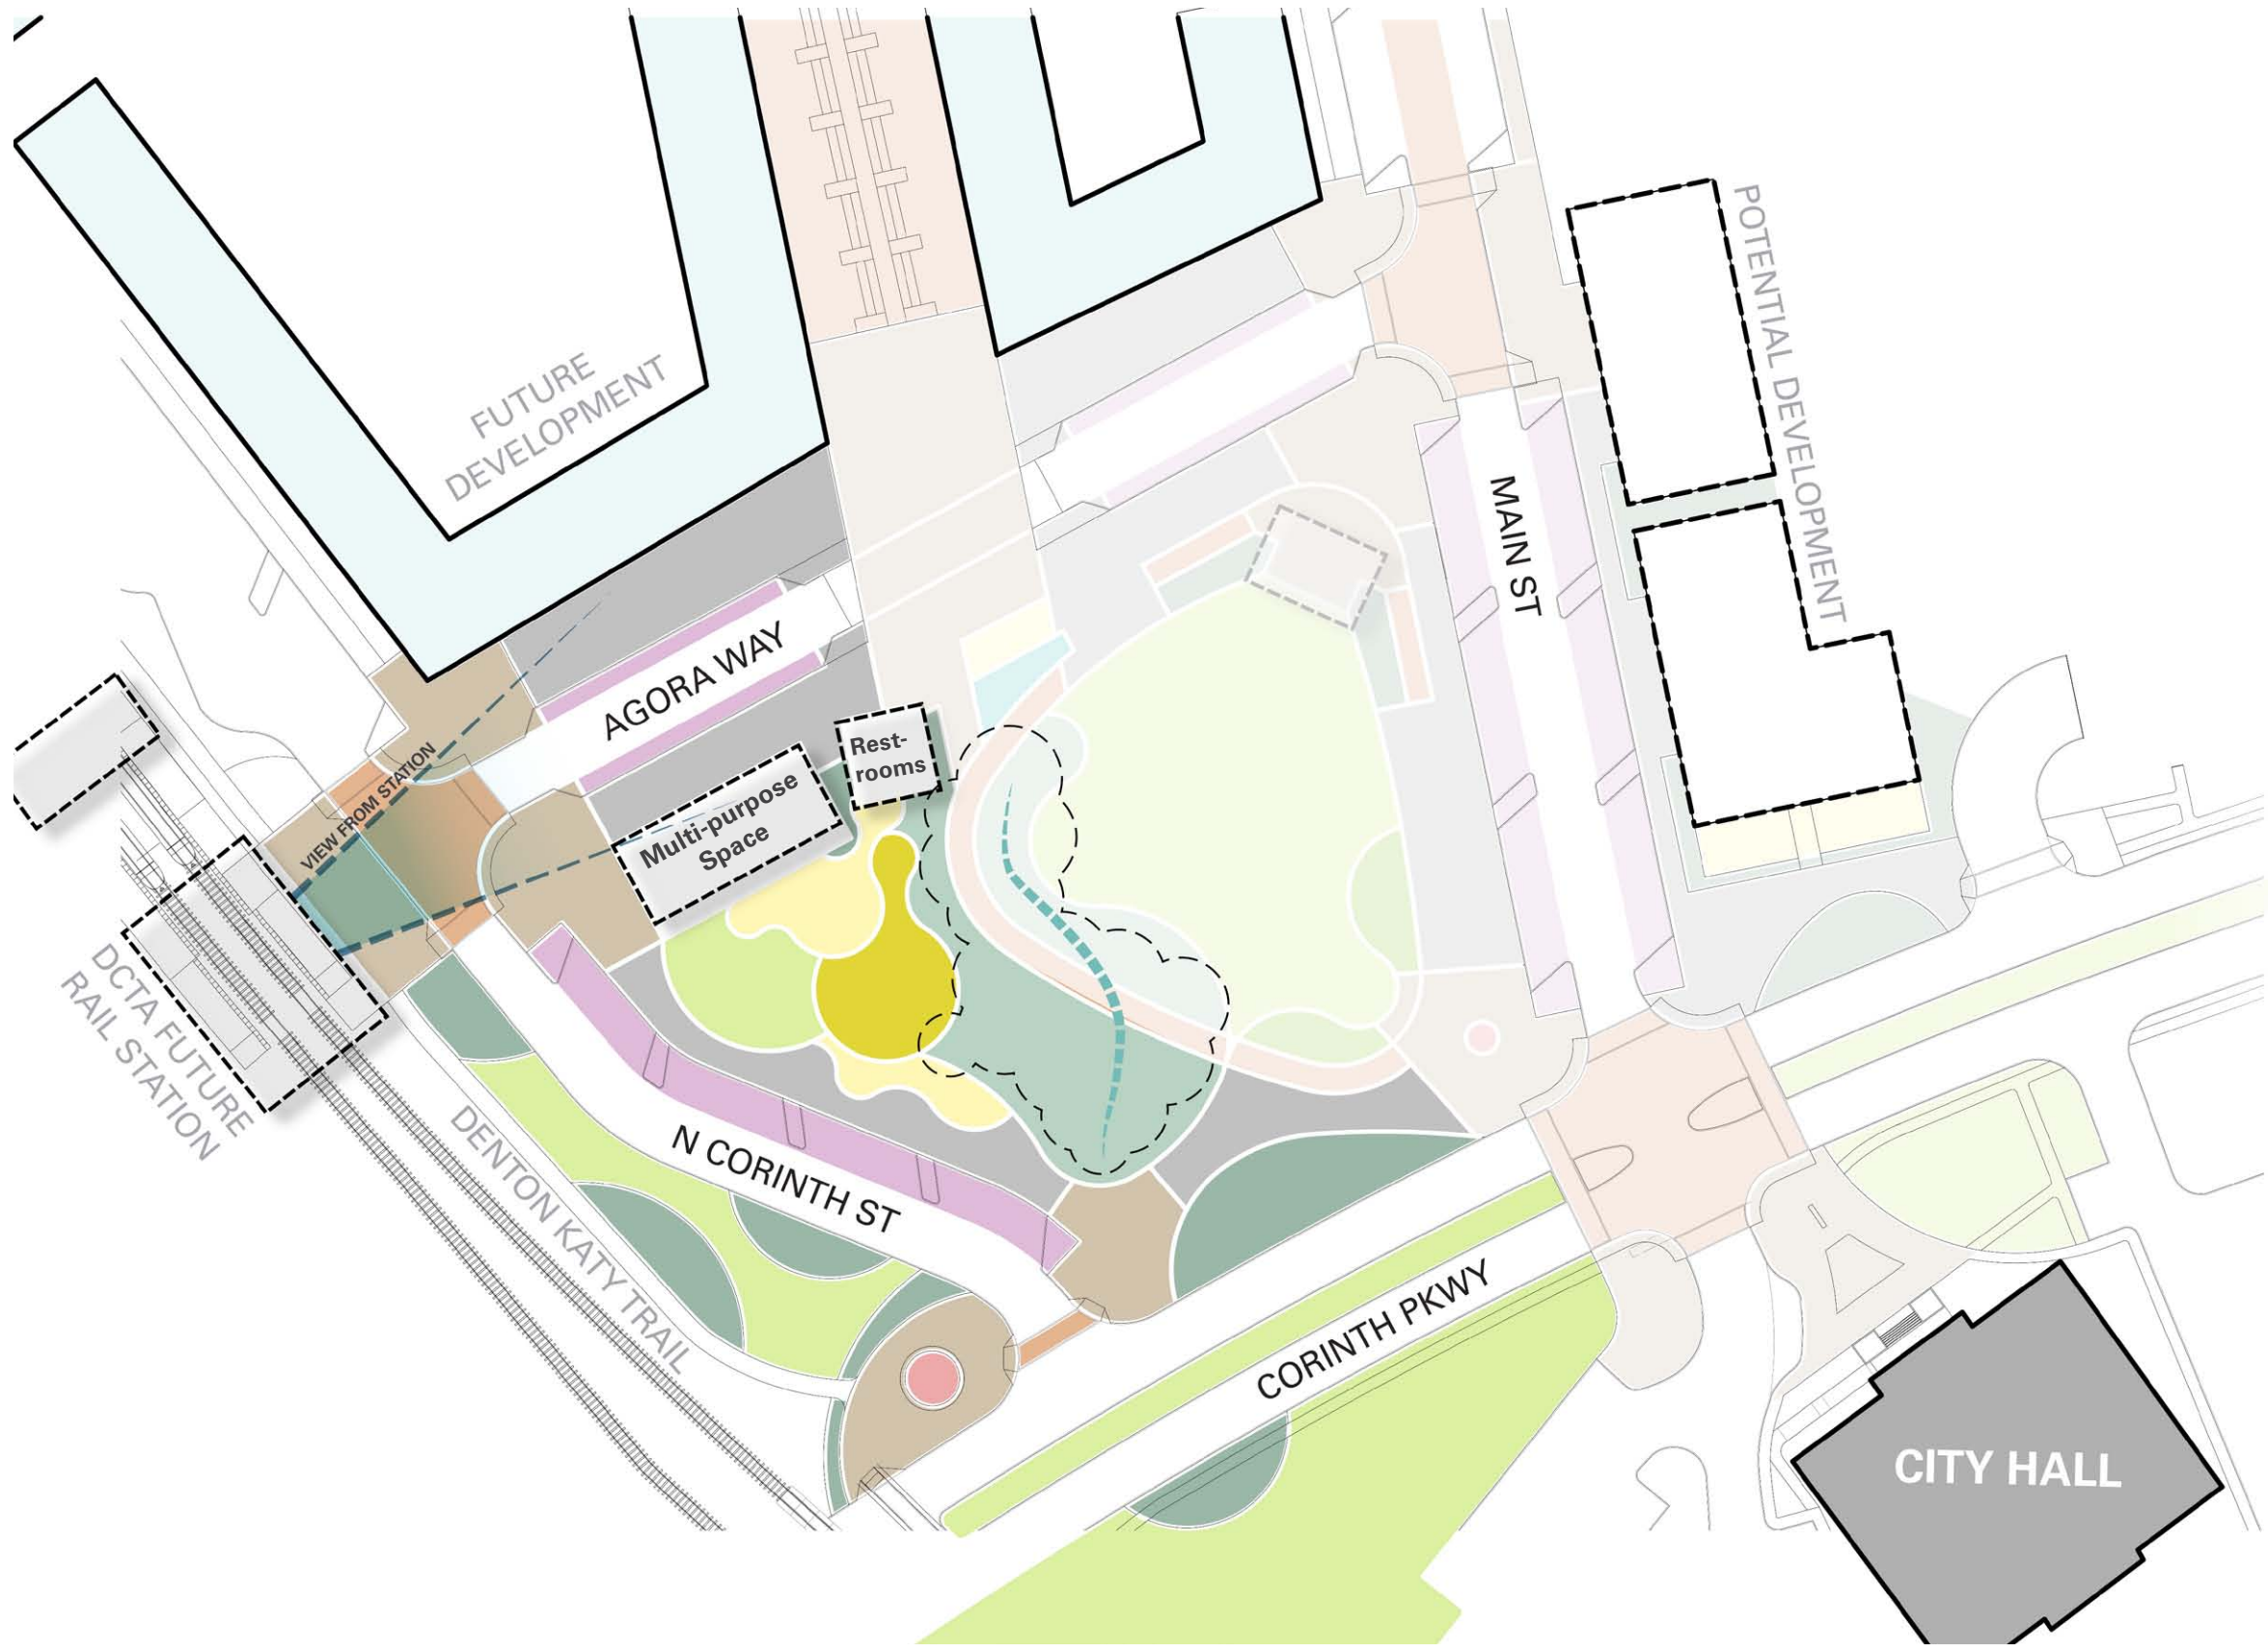 FUTURE
DEVELOPMENT
POTENTIAL DEVELOPMENT
MAIN ST
AGORA WAY
VIEW FROM STATION
Rest-
rooms
Multi-purpose
Space
DCTA FUTURE
RAIL STATION
DENTON KATY TRAIL
N CORINTH ST
CORINTH PKWY
CITY HALL